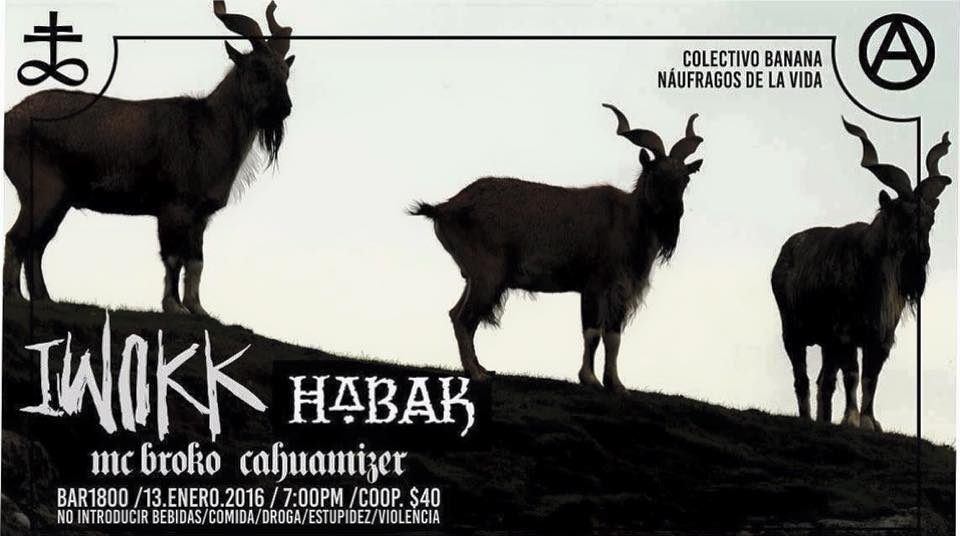 COLECTIVO BANANA
NÁUFRAGOS DE LA VIDA
IWOKK
HABAK
mc broko cahuamizer
BAR1800 /13.ENERO.2016 / 7:00PM /COOP. $40
NO INTRODUCIR BEBIDAS/COMIDA/DROGA/ESTUPIDEZ/VIOLENCIA